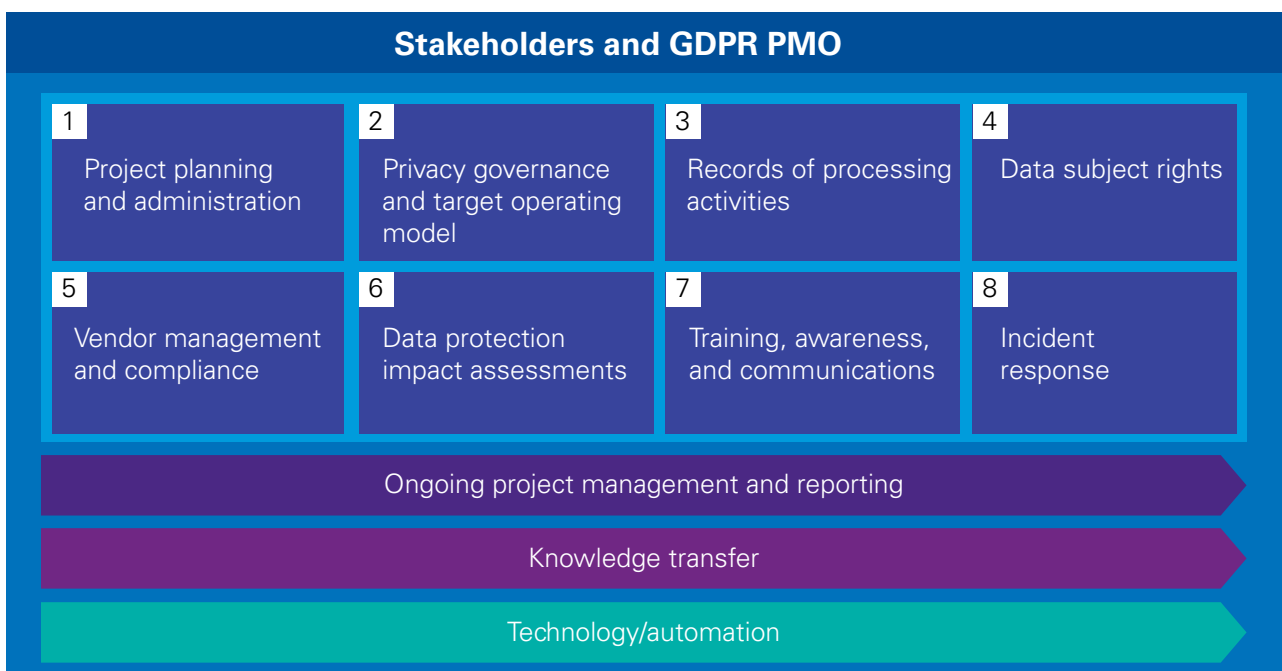 Stakeholders and GDPR PMO
1
Project planning
and administration
2
Privacy governance
and target operating
model
3
Records of processing
activities
4
Data subject rights
5
Vendor management
and compliance
6
Data protection
impact assessments
7
Training, awareness,
and communications
8
Incident
response
Ongoing project management and reporting
Knowledge transfer
Technology/automation